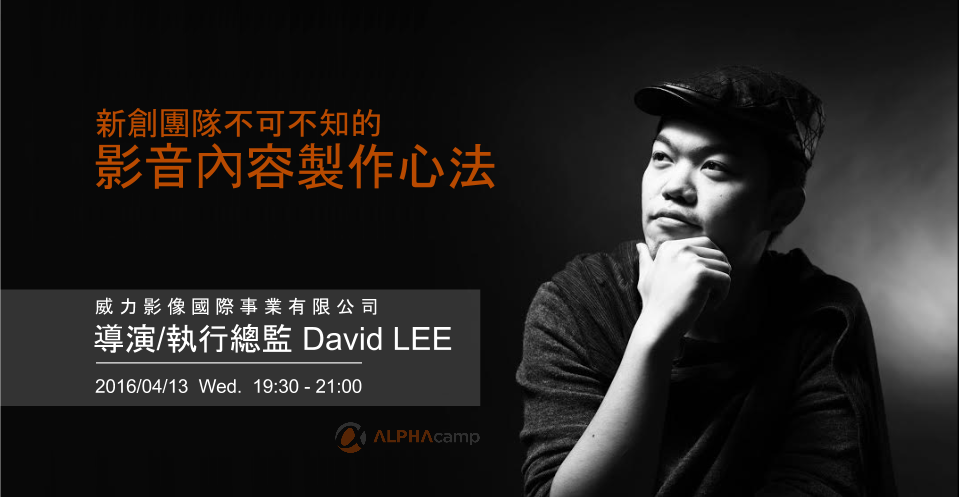 新創團隊不可不知的
影音內容製作心法
威力影像國際事業有限公司
導演/執行總監 David LEE
2016/04/13 Wed. 19:30 - 21:00
ALPHAcamp